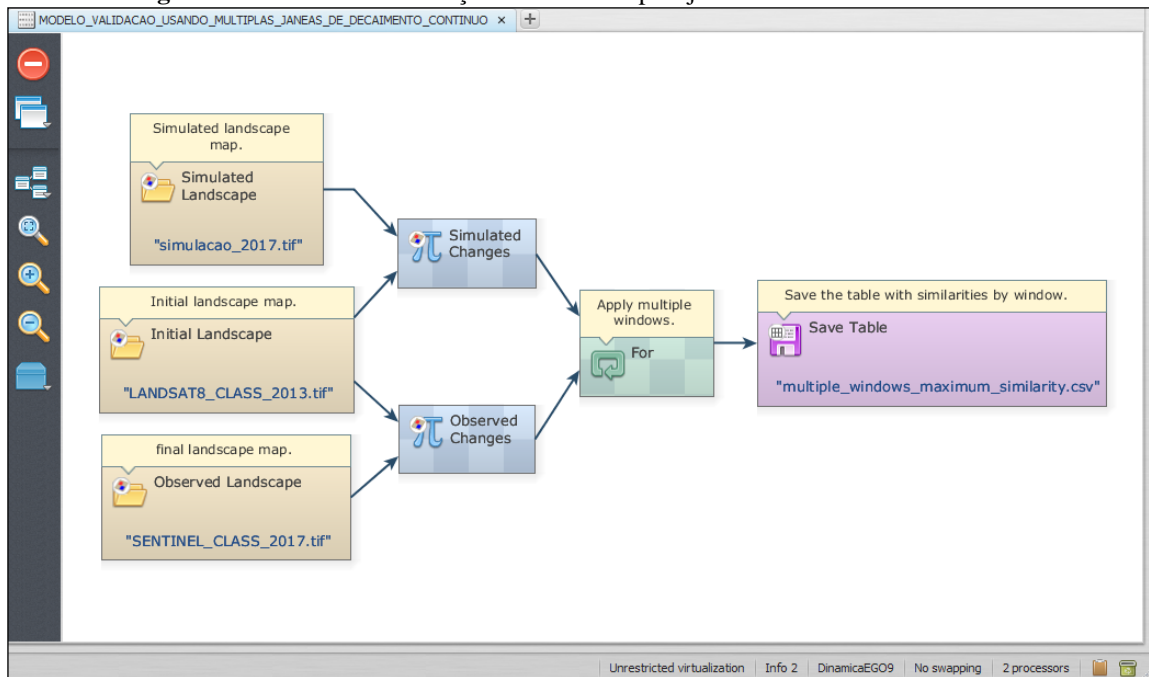 MODELO_VALIDACAO_USANDO_MULTIPLAS_JANEAS_DE_DECAIMENTO_CONTINUO
Simulated landscape
map.
Simulated
Landscape
"simulacao_2017.tif"
Simulated
Changes
Initial landscape map.
Initial Landscape
"LANDSAT8_CLASS_2013.tif"
Apply multiple
windows.
For
Save the table with similarities by window.
Save Table
"multiple_windows_maximum_similarity.csv"
Observed
Changes
final landscape map.
Observed Landscape
"SENTINEL_CLASS_2017.tif"
Unrestricted virtualization Info 2 DinamicaEGO9 No swapping 2 processors